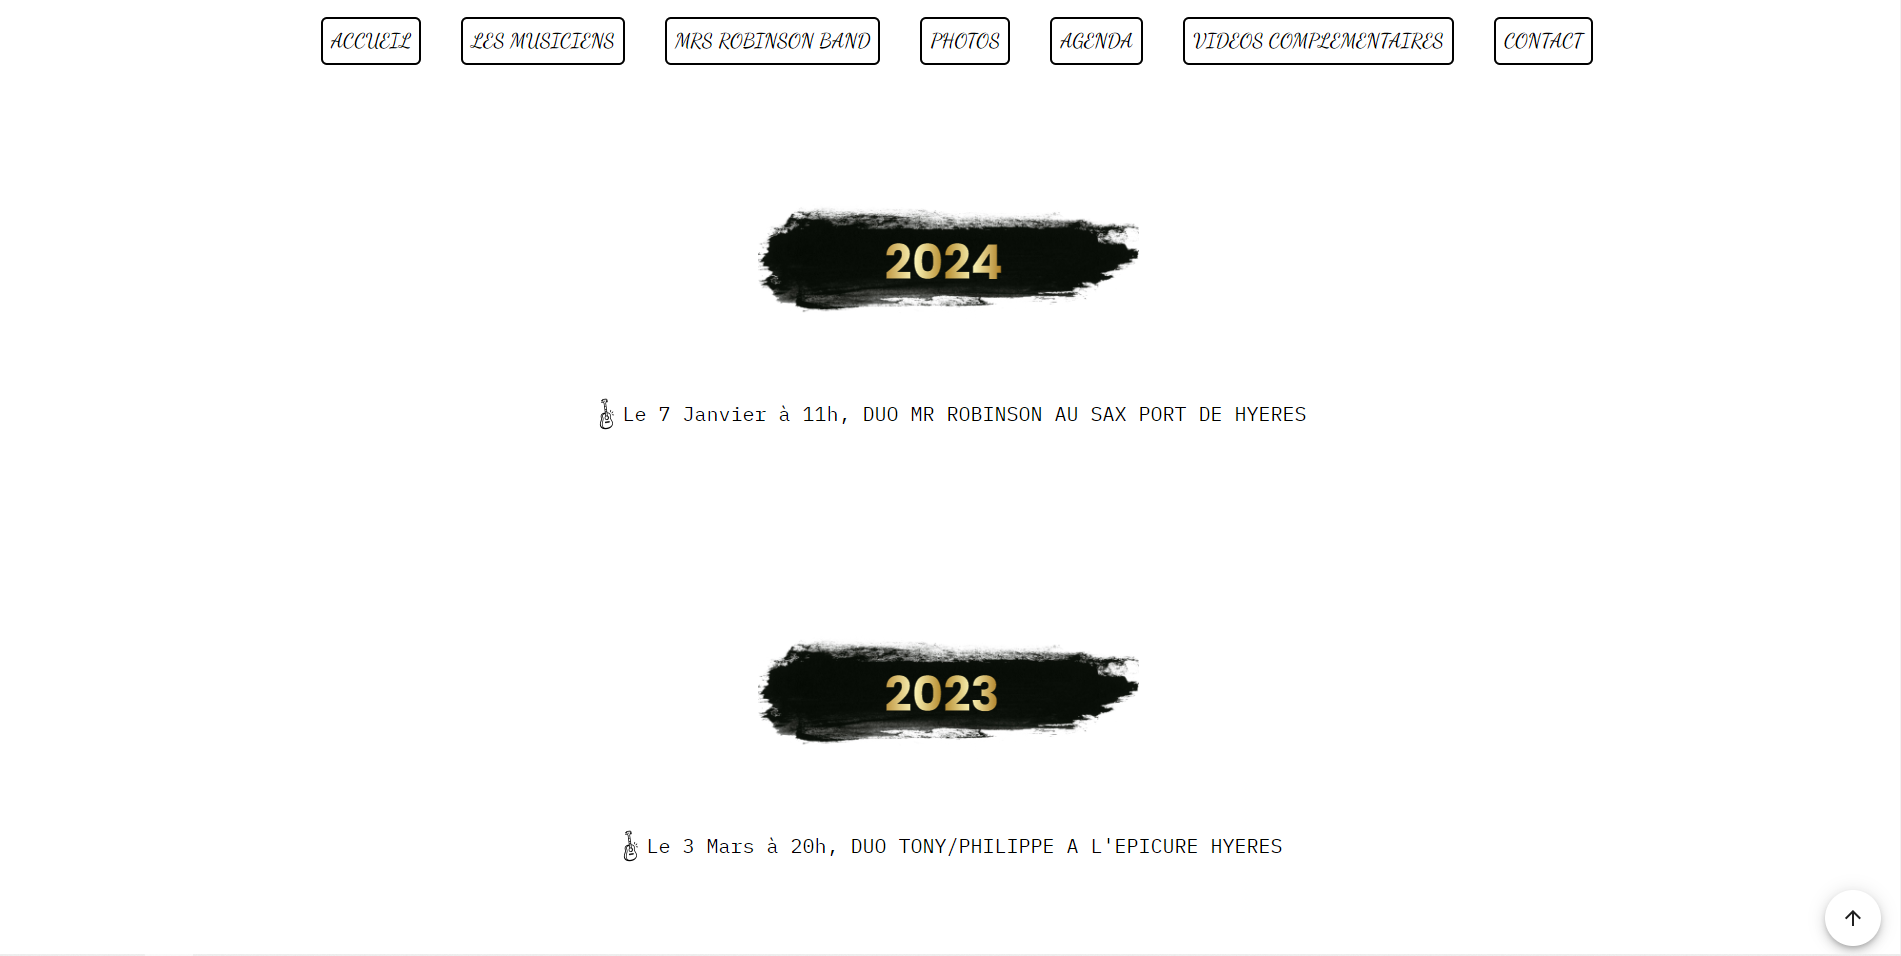 ACCUEIL LES MUSICIENS MRS ROBINSON BAND PHOTOS AGENDA VIDEOS COMPLEMENTAIRES CONTACT
2024
Le 7 Janvier à 11h, DUO MR ROBINSON AU SAX PORT DE HYERES
2023
Le 3 Mars à 20h, DUO TONY/PHILIPPE A L'EPICURE HYERES